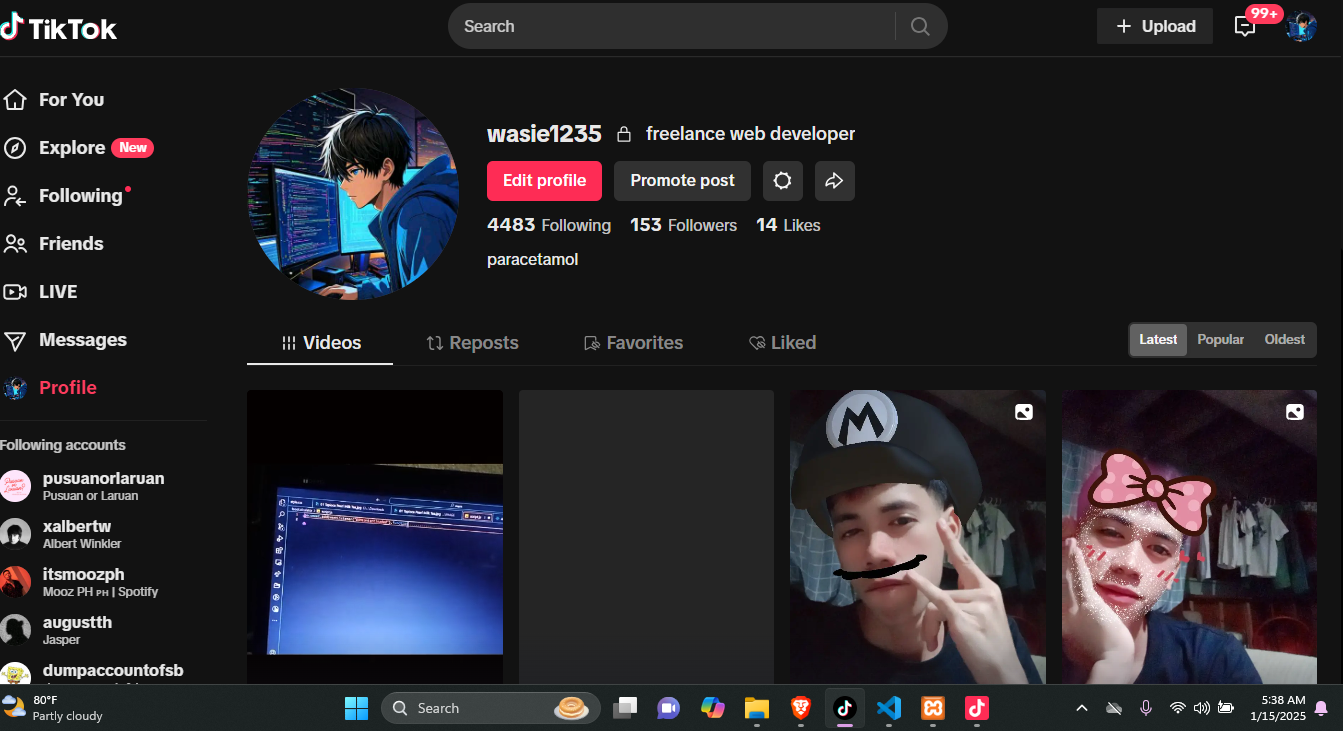 TikTok
Search
Upload
99+
For You
Explore New
Following
Friends
LIVE
Messages
Profile
Following accounts
pusuanorlaruan
Pusuan or Laruan
xalbertw
Albert Winkler
itsmoozph
Mooz PH ᴘʜ | Spotify
augustth
Jasper
dumpaccountofsb
wasie1235 freelance web developer
Edit profile
Promote post
4483 Following 153 Followers 14 Likes
paracetamol
Videos Reposts Favorites Liked
Latest Popular Oldest
M
80°F
Partly cloudy
Search
5:38 AM
1/15/2025